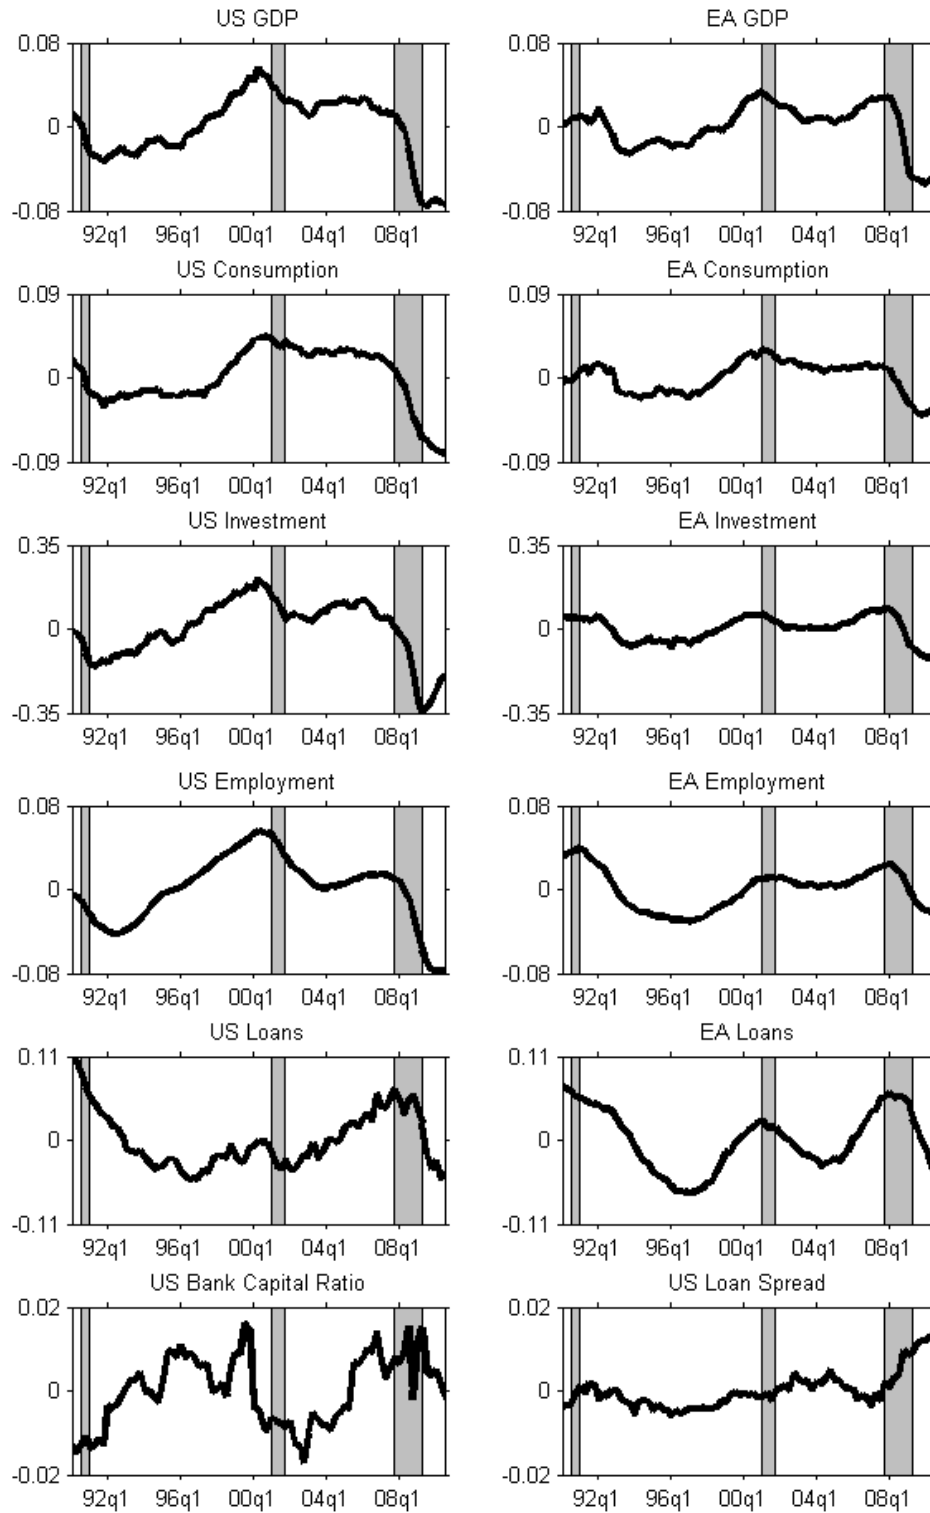 US GDP EA GDP
0.08 0.08
0 0
-0.08 -0.08
92q1 96q1 00q1 04q1 08q1 92q1 96q1 00q1 04q1 08q1
US Consumption EA Consumption
0.09 0.09
0 0
-0.09 -0.09
92q1 96q1 00q1 04q1 08q1 92q1 96q1 00q1 04q1 08q1
US Investment EA Investment
0.35 0.35
0 0
-0.35 -0.35
92q1 96q1 00q1 04q1 08q1 92q1 96q1 00q1 04q1 08q1
US Employment EA Employment
0.08 0.08
0 0
-0.08 -0.08
92q1 96q1 00q1 04q1 08q1 92q1 96q1 00q1 04q1 08q1
US Loans EA Loans
0.11 0.11
0 0
-0.11 -0.11
92q1 96q1 00q1 04q1 08q1 92q1 96q1 00q1 04q1 08q1
US Bank Capital Ratio US Loan Spread
0.02 0.02
0 0
-0.02 -0.02
92q1 96q1 00q1 04q1 08q1 92q1 96q1 00q1 04q1 08q1